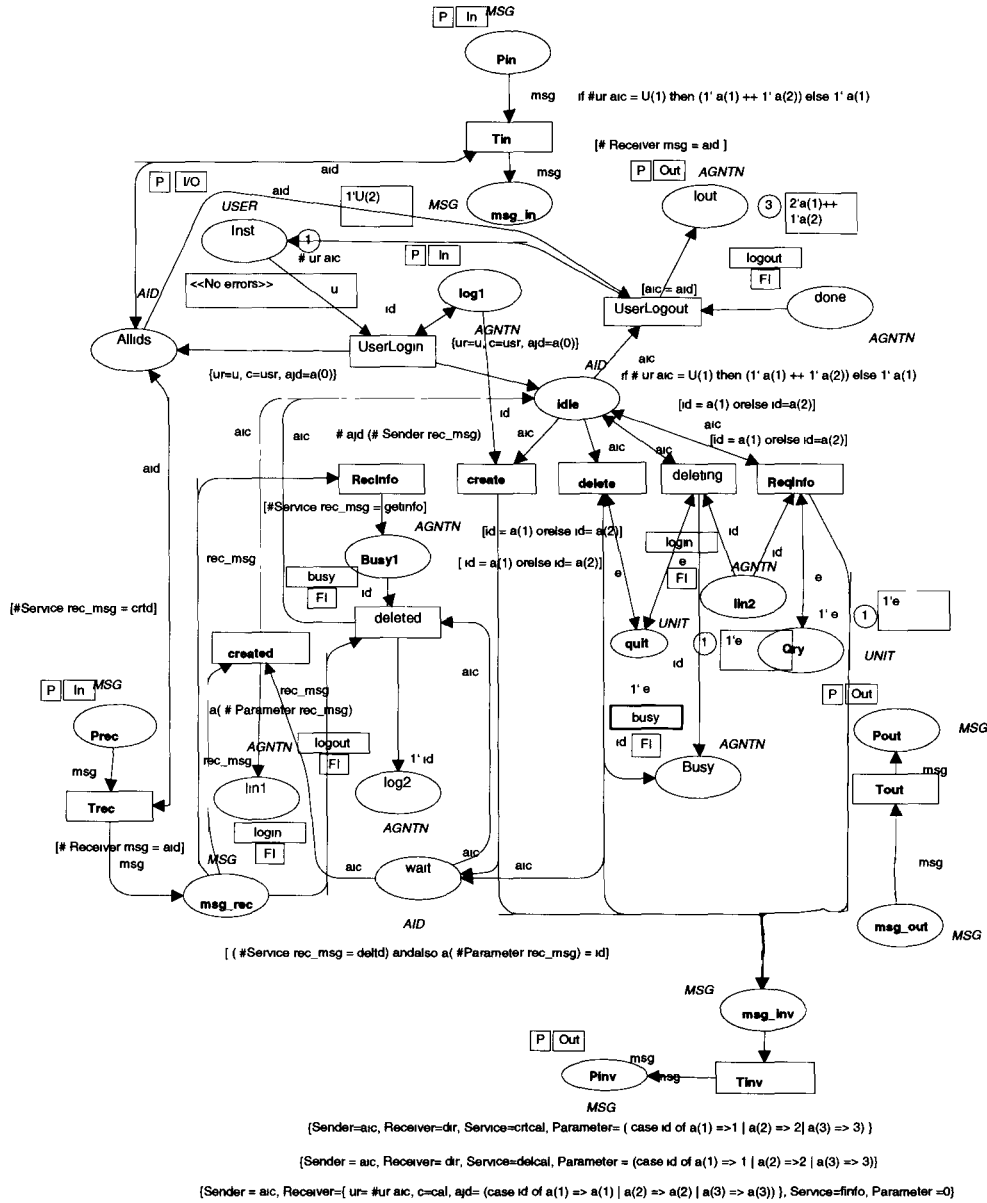 P In MSG
Pin
msg if #ur aic = U(1) then (1' a(1) ++ 1' a(2)) else 1' a(1)
Tin
[# Receiver msg = aid ]
aid msg
P Out AGNTN
P I/O aid 1'U(2) MSG msg_in Iout 3 2'a(1)++
1'a(2)
USER
Inst 1
# ur aic P In logout
FI
<<No errors>> u [aic = aid]
AID id log1 UserLogout done
Allids UserLogin AGNTN AGNTN
{ur=u, c=usr, ajd=a(0)}
{ur=u, c=usr, ajd=a(0)} AID aic
if # ur aic = U(1) then (1' a(1) ++ 1' a(2)) else 1' a(1)
idle
[id = a(1) orelse id=a(2)]
aic aic id aic aic aic
# ajd (# Sender rec_msg) [id = a(1) orelse id=a(2)]
aid aic
RecInfo create delete deleting ReqInfo
[#Service rec_msg = getinfo]
AGNTN [id = a(1) orelse id= a(2)] id
Busy1 login
rec_msg [ id = a(1) orelse id= a(2)] e AGNTN id
busy e FI
FI id lin2 e
[#Service rec_msg = crtd] deleted 1' e 1 1'e
UNIT
created quit 1 1'e Qry UNIT
rec_msg aic id
P In MSG a( # Parameter rec_msg) 1' e P Out
Prec AGNTN logout busy Pout MSG
rec_msg FI 1' id id FI AGNTN
msg lin1 log2 Busy msg
Trec login AGNTN Tout
FI
[# Receiver msg = aid]
msg MSG aic wait aic aic msg
msg_rec msg_out
AID MSG
[ ( #Service rec_msg = deltd) andalso a( #Parameter rec_msg) = id]
MSG
msg_inv
P Out
Pinv msg msg Tinv
MSG
{Sender=aic, Receiver=dir, Service=crtcal, Parameter= ( case id of a(1) =>1 | a(2) => 2| a(3) => 3) }
{Sender = aic, Receiver= dir, Service=delcal, Parameter = (case id of a(1) => 1 | a(2) =>2 | a(3) => 3)}
{Sender = aic, Receiver={ ur= #ur aic, c=cal, ajd= (case id of a(1) => a(1) | a(2) => a(2) | a(3) => a(3)) }, Service=finfo, Parameter =0}